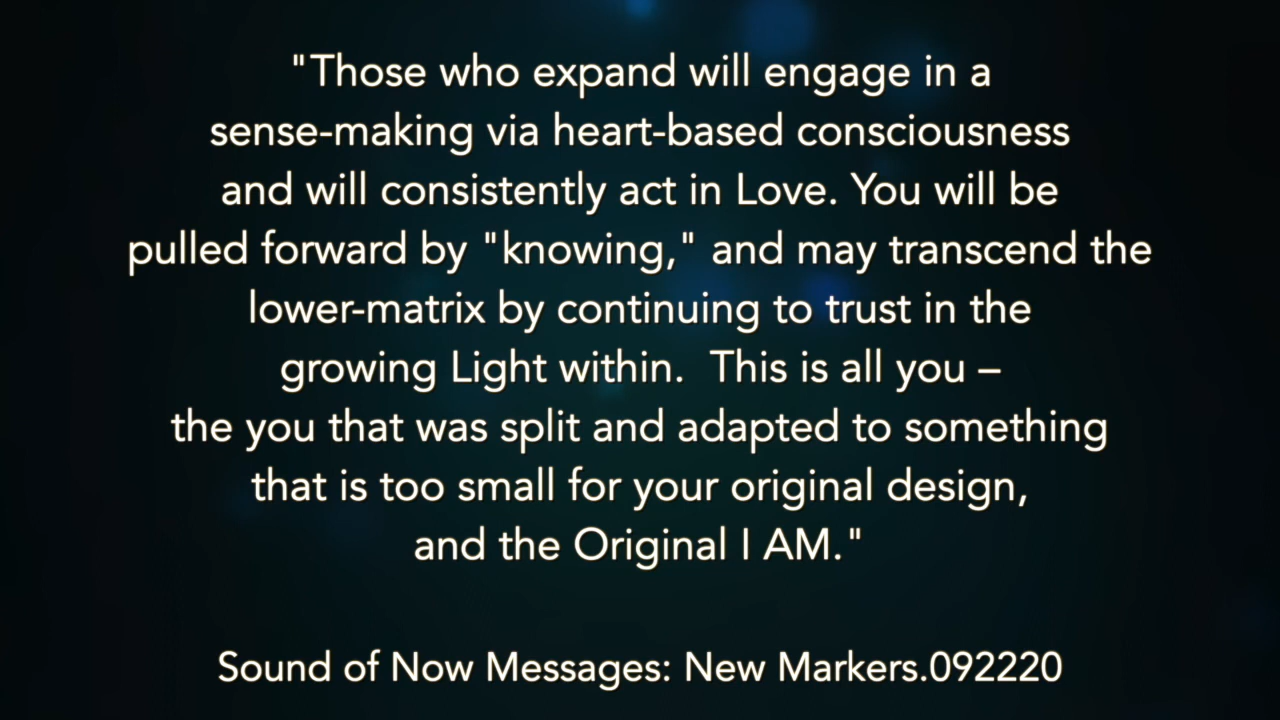 "Those who expand will engage in a
sense-making via heart-based consciousness
and will consistently act in Love. You will be
pulled forward by "knowing," and may transcend the
lower-matrix by continuing to trust in the
growing Light within.  This is all you –
the you that was split and adapted to something
that is too small for your original design,
and the Original I AM."
Sound of Now Messages: New Markers.092220